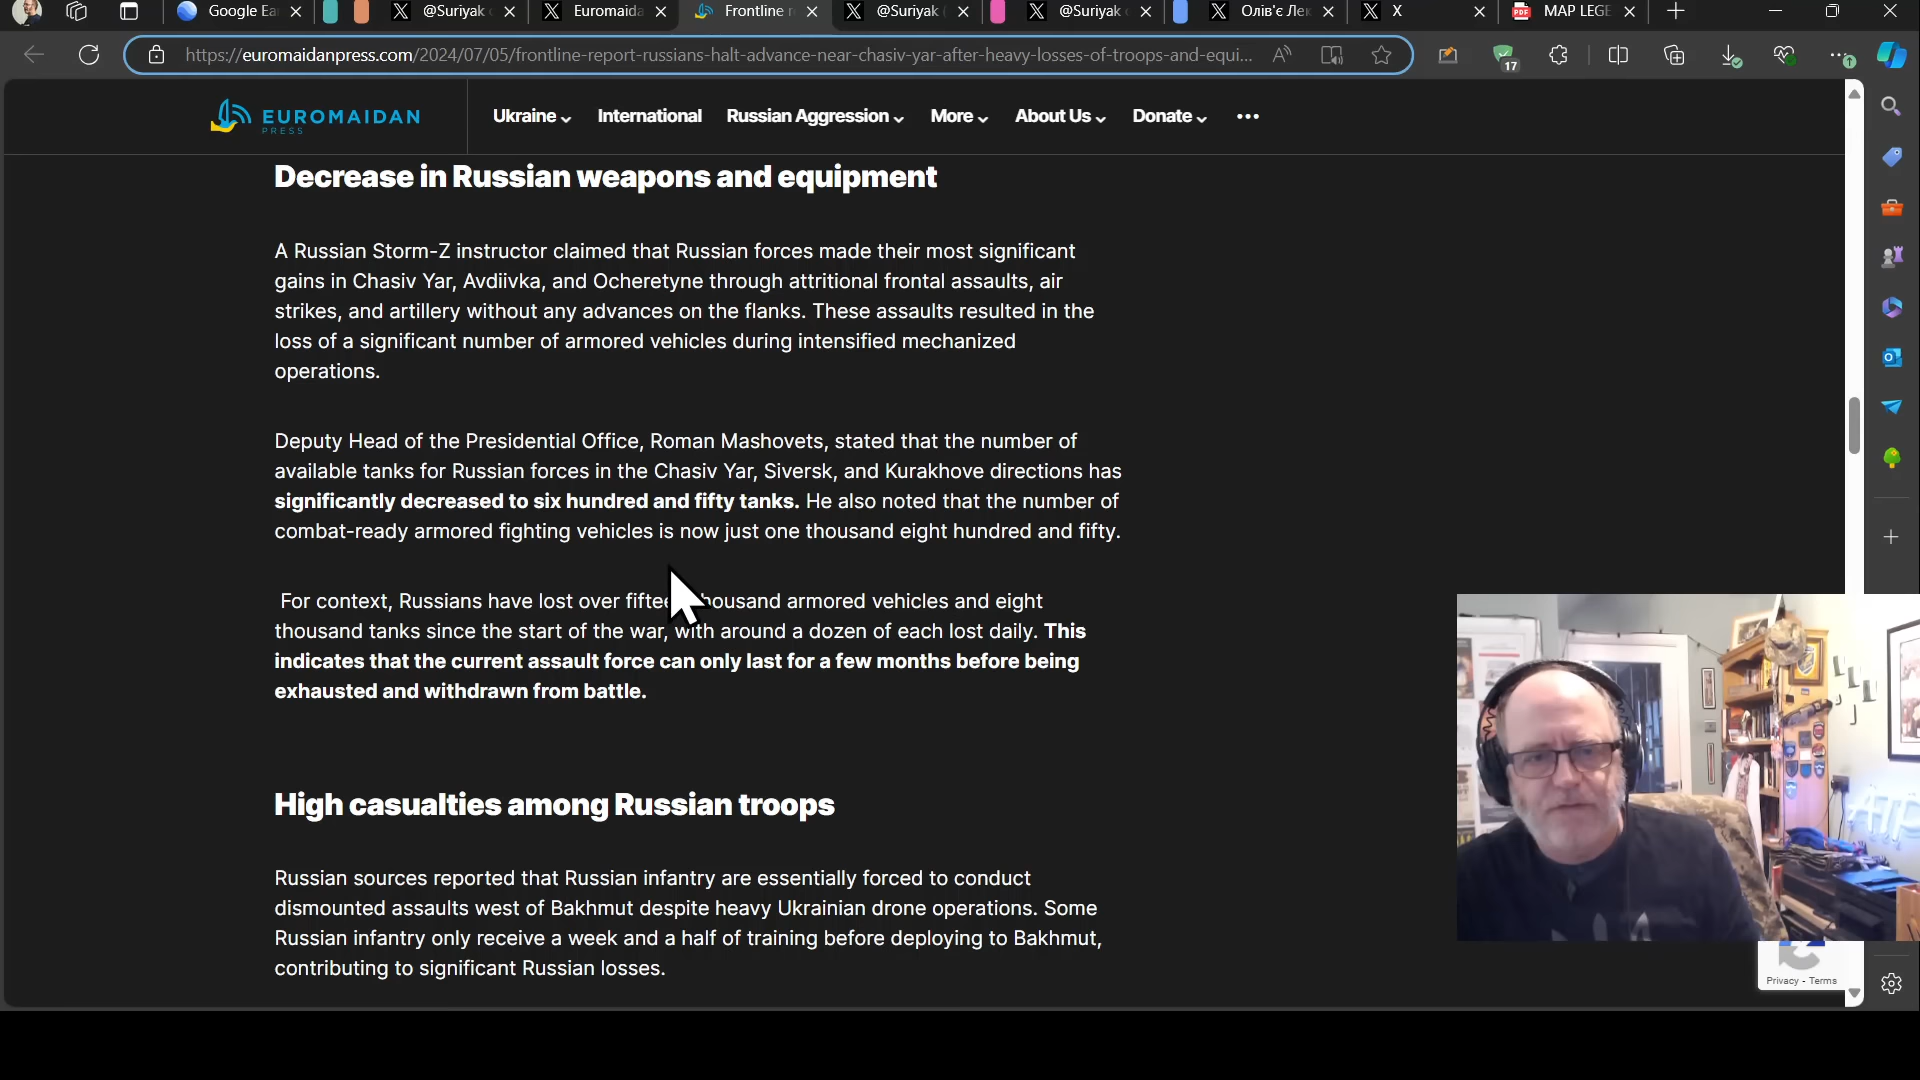 Google Ea
@Suriyak
Euromaida
Frontline r
@Suriyak
@Suriyak
Олів'є Лек
X
MAP LEGE
https://euromaidanpress.com/2024/07/05/frontline-report-russians-halt-advance-near-chasiv-yar-after-heavy-losses-of-troops-and-equi...
17
EUROMAIDAN
PRESS
Ukraine
International
Russian Aggression
More
About Us
Donate
Decrease in Russian weapons and equipment
A Russian Storm-Z instructor claimed that Russian forces made their most significant
gains in Chasiv Yar, Avdiivka, and Ocheretyne through attritional frontal assaults, air
strikes, and artillery without any advances on the flanks. These assaults resulted in the
loss of a significant number of armored vehicles during intensified mechanized
operations.
Deputy Head of the Presidential Office, Roman Mashovets, stated that the number of
available tanks for Russian forces in the Chasiv Yar, Siversk, and Kurakhove directions has
significantly decreased to six hundred and fifty tanks. He also noted that the number of
combat-ready armored fighting vehicles is now just one thousand eight hundred and fifty.
For context, Russians have lost over armored vehicles and eight
thousand tanks since the start of the war, with around a dozen of each lost daily. This
indicates that the current assault force can only last for a few months before being
exhausted and withdrawn from battle.
High casualties among Russian troops
Russian sources reported that Russian infantry are essentially forced to conduct
dismounted assaults west of Bakhmut despite heavy Ukrainian drone operations. Some
Russian infantry only receive a week and a half of training before deploying to Bakhmut,
contributing to significant Russian losses.
ATP
Privacy - Terms